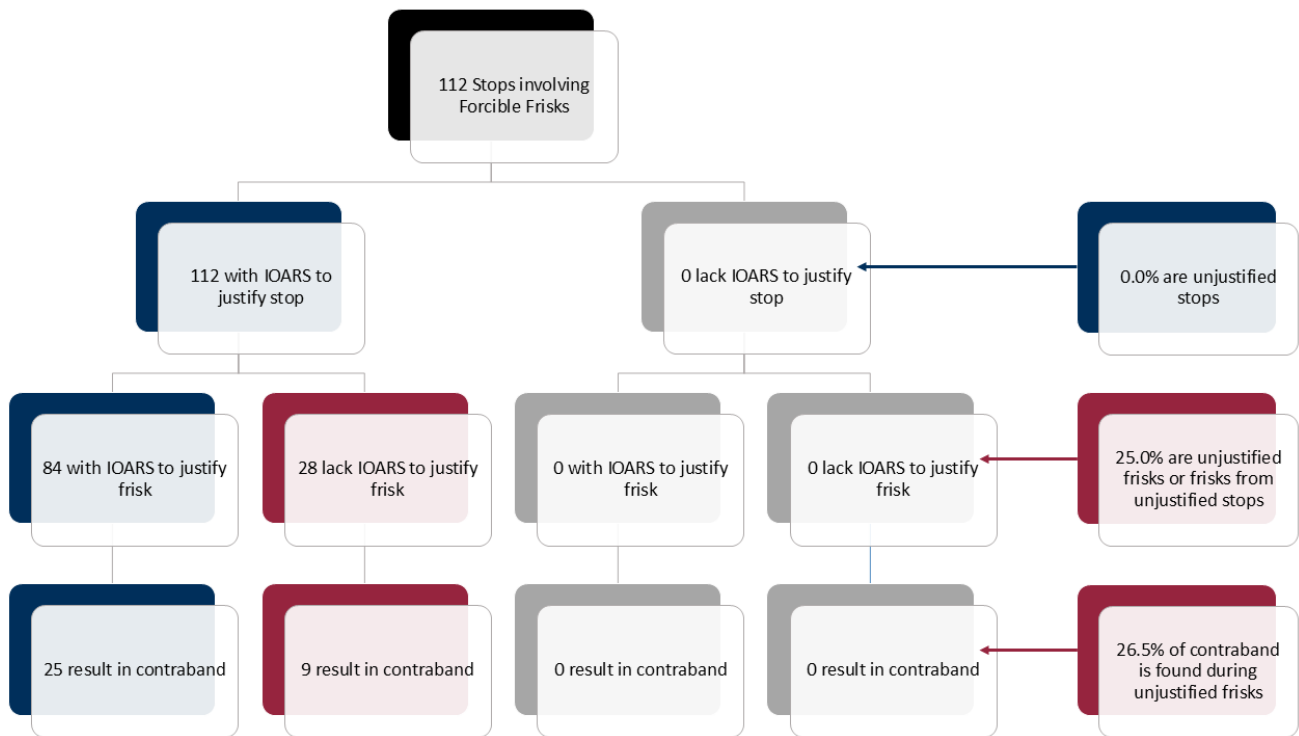 112 Stops involving
Forcible Frisks
112 with IOARS to
justify stop
0 lack IOARS to justify
stop
0.0% are unjustified
stops
84 with IOARS to justify
frisk
28 lack IOARS to justify
frisk
0 with IOARS to justify
frisk
0 lack IOARS to justify
frisk
25.0% are unjustified
frisks or frisks from
unjustified stops
25 result in contraband
9 result in contraband
0 result in contraband
0 result in contraband
26.5% of contraband
is found during
unjustified frisks